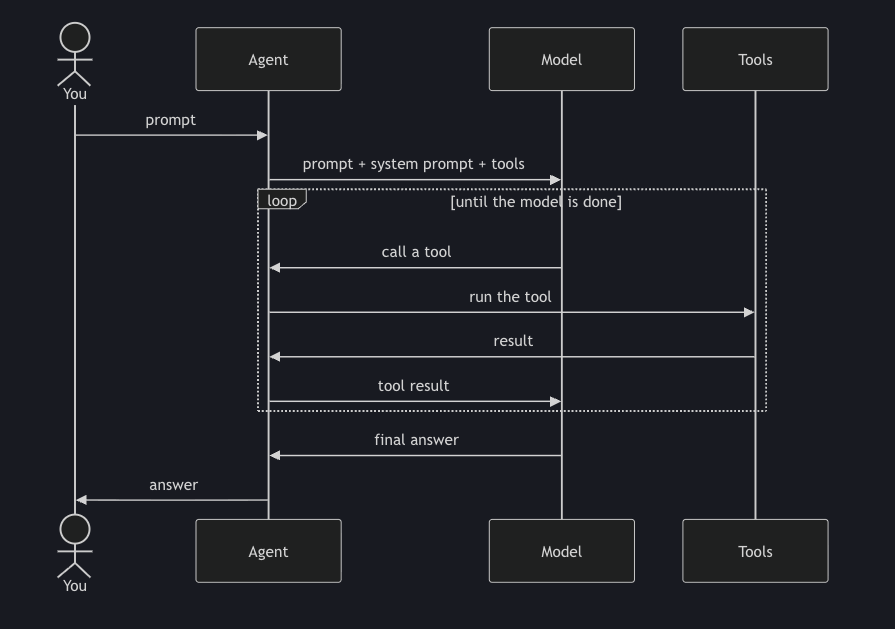 Agent
Model
Tools
You
prompt
prompt + system prompt + tools
loop
[until the model is done]
call a tool
run the tool
result
tool result
final answer
answer
Agent
Model
Tools
You